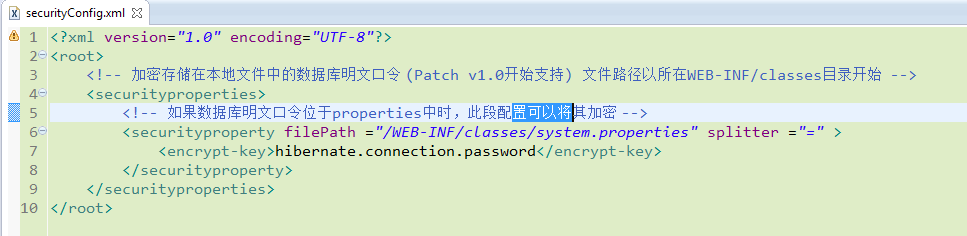 securityConfig.xml
1 <?xml version="1.0" encoding="UTF-8"?>
2 <root>
3 <!-- 加密存储在本地文件中的数据库明文口令 (Patch v1.0开始支持) 文件路径以所在WEB-INF/classes目录开始 -->
4 <securityproperties>
5 <!-- 如果数据库明文口令位于properties中时，此段配置可以将其加密 -->
6 <securityproperty filePath ="/WEB-INF/classes/system.properties" splitter ="=" >
7 <encrypt-key>hibernate.connection.password</encrypt-key>
8 </securityproperty>
9 </securityproperties>
10 </root>